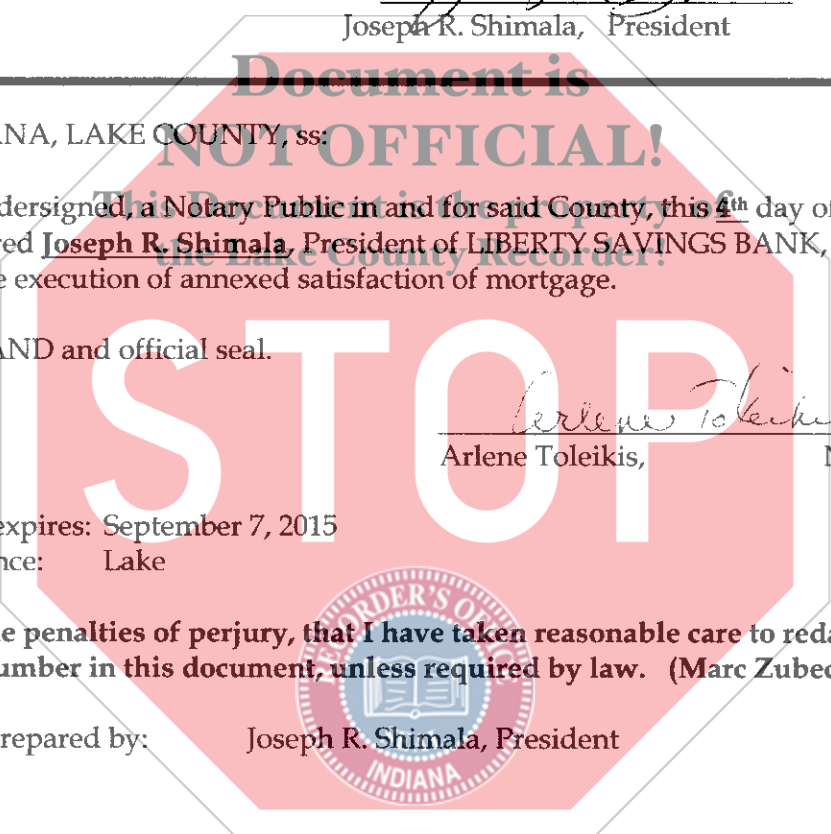 Joseph R. Shimala, President
Document is
NOT OFFICIAL!
This Document is the property of
the Lake County Recorder!
STOP
ANA, LAKE COUNTY, ss:
dersigned, a Notary Public in and for said County, this 4th day of
red Joseph R. Shimala, President of LIBERTY SAVINGS BANK,
e execution of annexed satisfaction of mortgage.
AND and official seal.
Arlene Toleiki
Arlene Toleikis, N
expires: September 7, 2015
nce: Lake
e penalties of perjury, that I have taken reasonable care to reda
umber in this document, unless required by law. (Marc Zubec
repared by: Joseph R. Shimala, President
RECORDER'S OFFICE
INDIANA